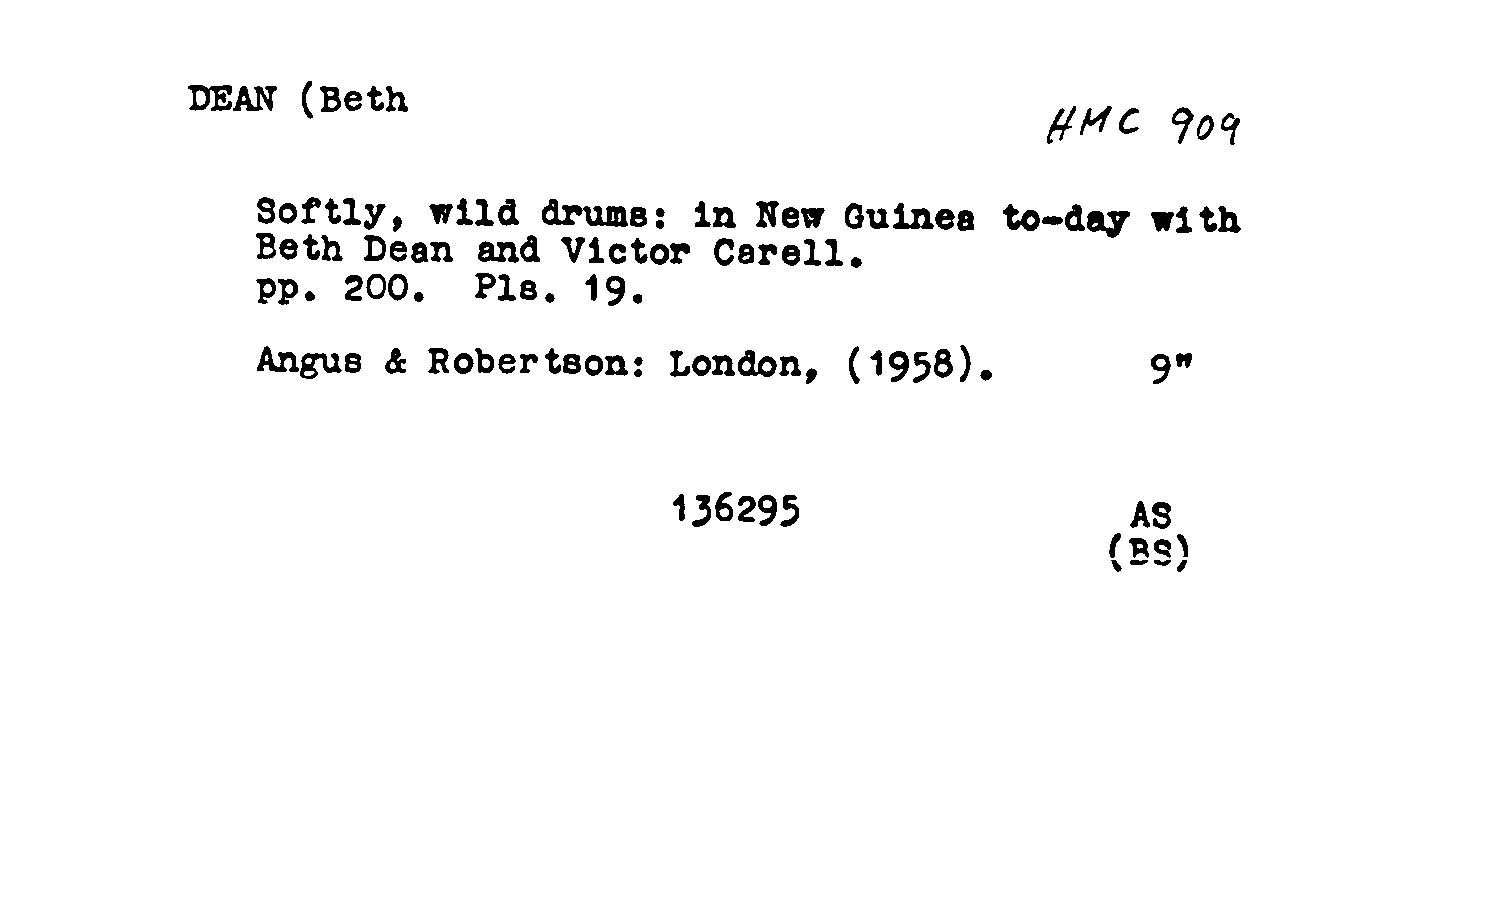 DEAN (Beth
HMC 909
Softly, wild drums: in New Guinea to-day with
Beth Dean and Victor Carell.
pp. 200. Pls. 19.
Angus & Robertson: London, (1958). 9"
136295 AS
(BS)